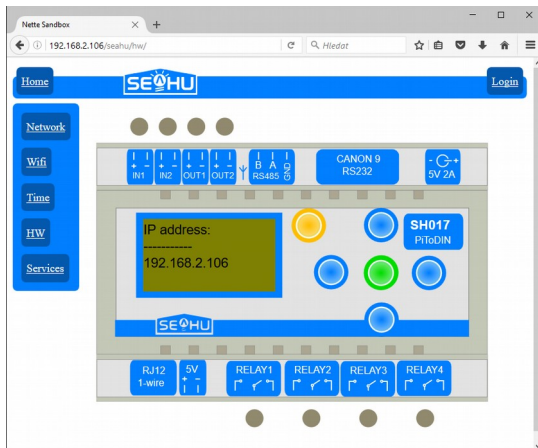 Nette Sandbox
192.168.2.106/seahu/hw/
Hledat
Home
SEAHU
Login
Network
Wifi
Time
HW
Services
+ - + - + - + -
IN1 IN2 OUT1 OUT2
B A GND
RS485
CANON 9
RS232
- +
5V 2A
IP address:
-----------
192.168.2.106
SH017
PiToDIN
SEAHU
RJ12
1-wire
5V
+ -
RELAY1
RELAY2
RELAY3
RELAY4